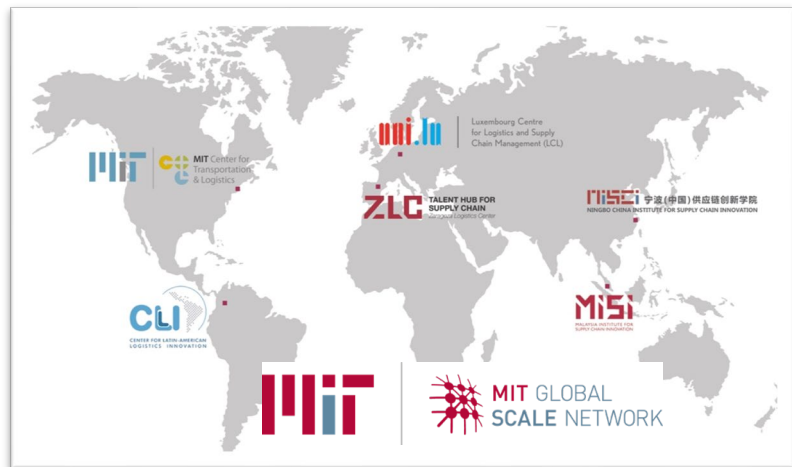 uni.lu
Luxembourg Centre
for Logistics and Supply
Chain Management (LCL)
MIT
CTL
MIT Center for
Transportation
& Logistics
ZLC
TALENT HUB FOR
SUPPLY CHAIN
Zaragoza Logistics Center
NISCI 宁波(中国)供应链创新学院
NINGBO CHINA INSTITUTE FOR SUPPLY CHAIN INNOVATION
CLI
CENTER FOR LATIN-AMERICAN
LOGISTICS INNOVATION
MISI
MALAYSIA INSTITUTE FOR
SUPPLY CHAIN INNOVATION
MIT
MIT GLOBAL
SCALE NETWORK